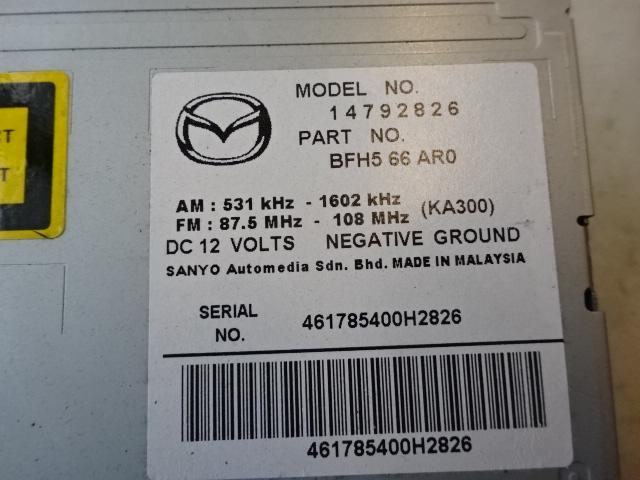 MODEL NO.
14792826
PART NO.
BFH5 66 AR0
AM : 531 kHz - 1602 kHz
FM : 87.5 MHz - 108 MHz (KA300)
DC 12 VOLTS NEGATIVE GROUND
SANYO Automedia Sdn. Bhd. MADE IN MALAYSIA
SERIAL NO. 461785400H2826
461785400H2826